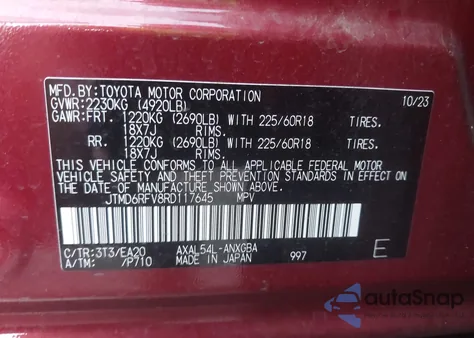 MFD.BY:TOYOTA MOTOR CORPORATION 10/23
GVWR:2230KG (4920LB)
GAWR:FRT. 1220KG (2690LB) WITH 225/60R18 TIRES.
18X7J RIMS.
RR. 1220KG (2690LB) WITH 225/60R18 TIRES.
18X7J RIMS.
THIS VEHICLE CONFORMS TO ALL APPLICABLE FEDERAL MOTOR
VEHICLE SAFETY AND THEFT PREVENTION STANDARDS IN EFFECT
ON THE DATE OF MANUFACTURE SHOWN ABOVE.
JTMD6RFV8RD117645 MPV
C/TR:3T3/EA20 AXAL54L-ANXGBA
A/TM: /P710 MADE IN JAPAN 997 E
autoSnap